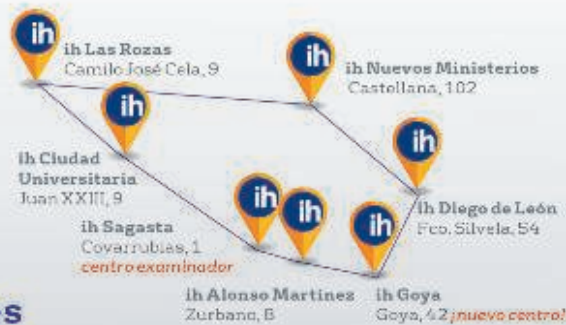 ih
ih Las Rozas
Camilo José Cela, 9
ih
ih Nuevos Ministerios
Castellana, 102
ih
ih Ciudad
Universitaria
Juan XXIII, 9
ih
ih Diego de León
Fco. Silvela, 54
ih
ih Sagasta
Covarrubias, 1
centro examinador
ih
ih Alonso Martínez
Zurbano, 8
ih
ih Goya
Goya, 42 ¡nuevo centro!